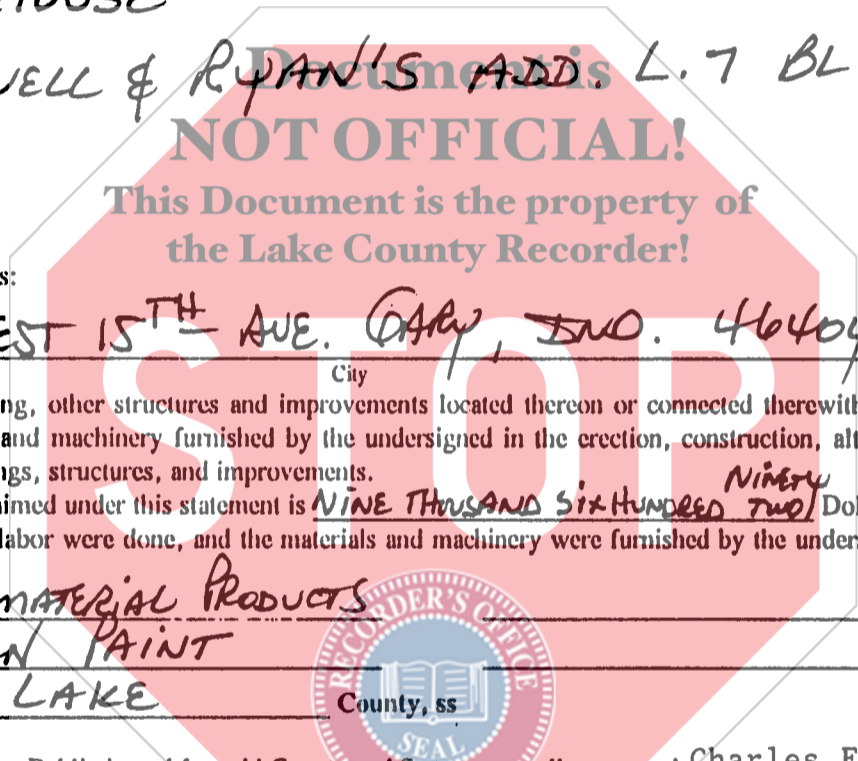 HOUSE
VELL & RYAN'S ADD. L. 7 BL
Document is
NOT OFFICIAL!
This Document is the property of
the Lake County Recorder!
s:
EST 15TH AVE. GARY, IND. 46404
City
ng, other structures and improvements located thereon or connected therewith
and machinery furnished by the undersigned in the erection, construction, alt
ngs, structures, and improvements.
NINETY
imed under this statement is NINE THOUSAND SIX HUNDRED TWO Dol
labor were done, and the materials and machinery were furnished by the under
STOP
MATERIAL PRODUCTS
N PAINT
LAKE County, ss
RECORDER'S OFFICE
SEAL
Charles E